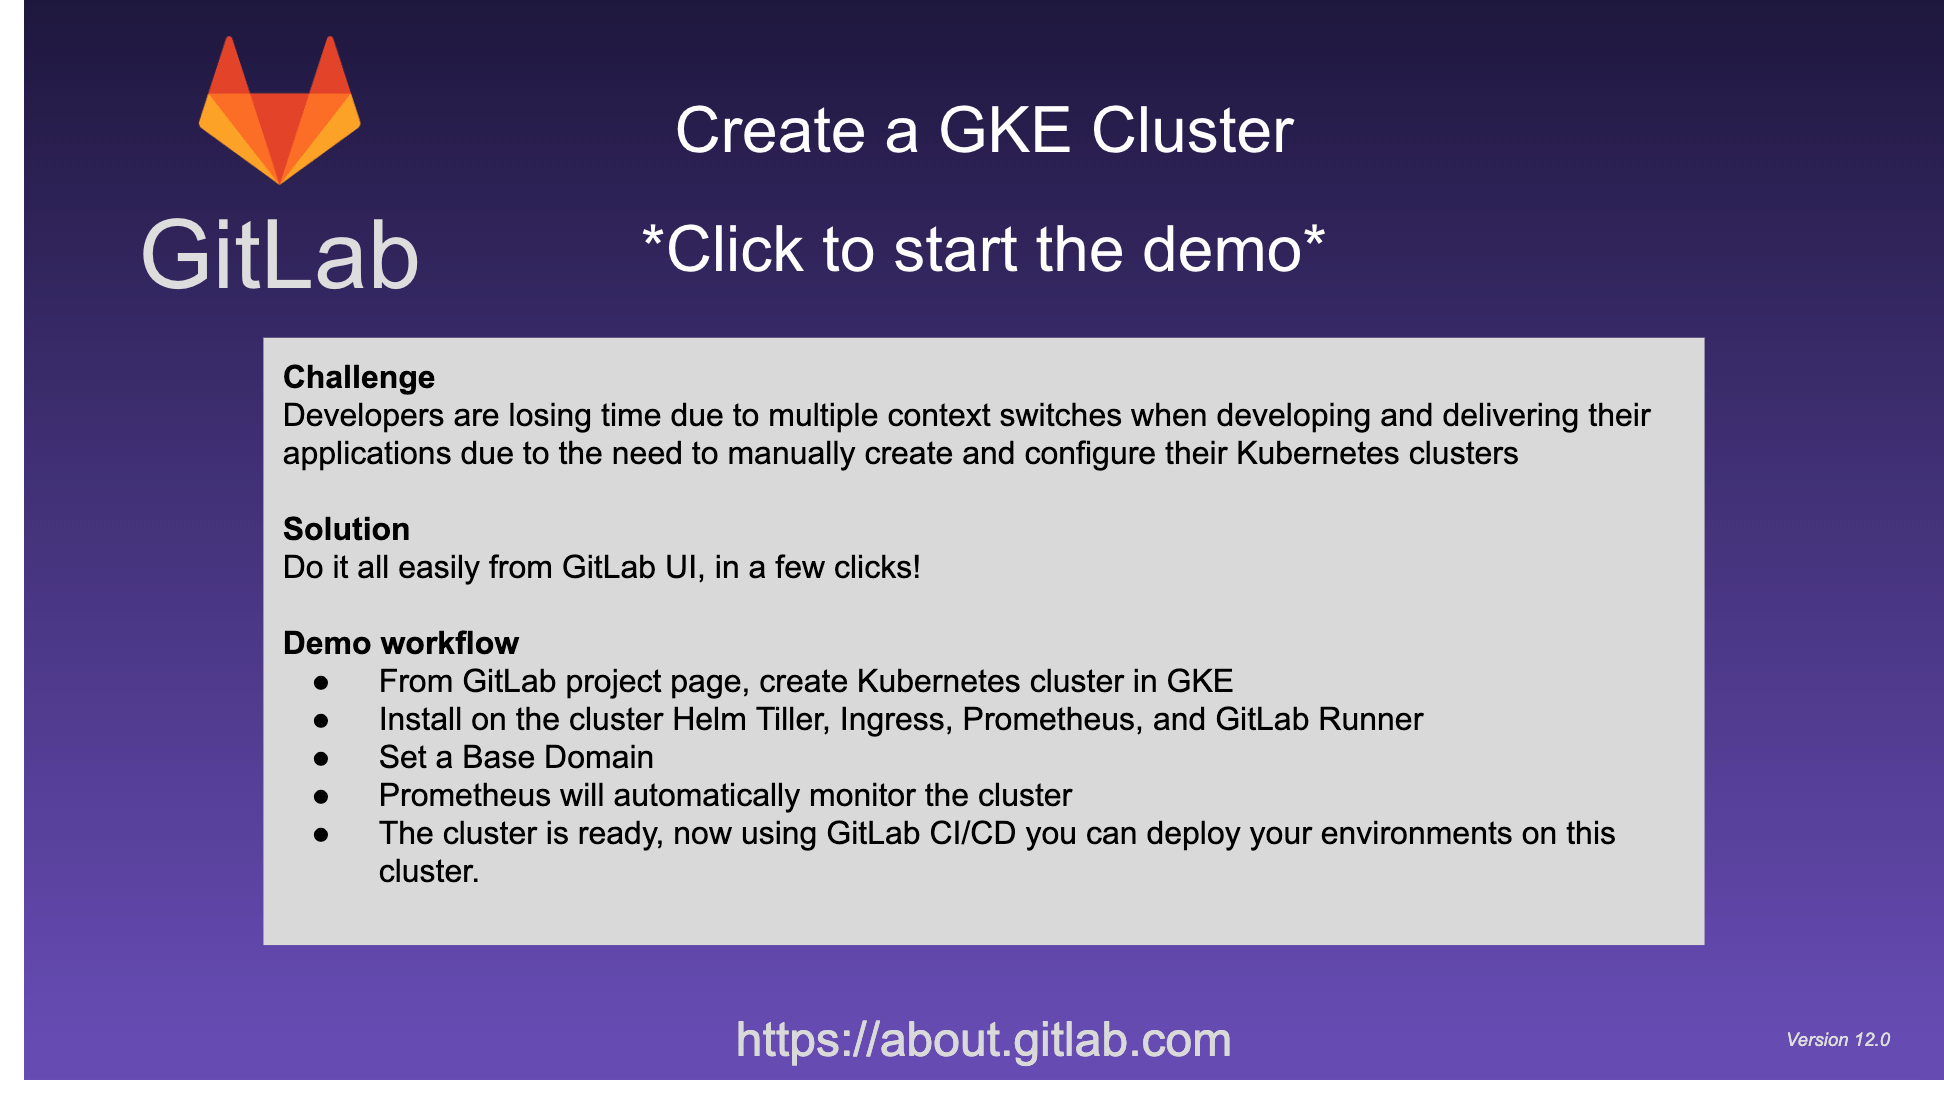 GitLab
Create a GKE Cluster
*Click to start the demo*
Challenge
Developers are losing time due to multiple context switches when developing and delivering their
applications due to the need to manually create and configure their Kubernetes clusters
Solution
Do it all easily from GitLab UI, in a few clicks!
Demo workflow
● From GitLab project page, create Kubernetes cluster in GKE
● Install on the cluster Helm Tiller, Ingress, Prometheus, and GitLab Runner
● Set a Base Domain
● Prometheus will automatically monitor the cluster
● The cluster is ready, now using GitLab CI/CD you can deploy your environments on this
cluster.
https://about.gitlab.com
Version 12.0